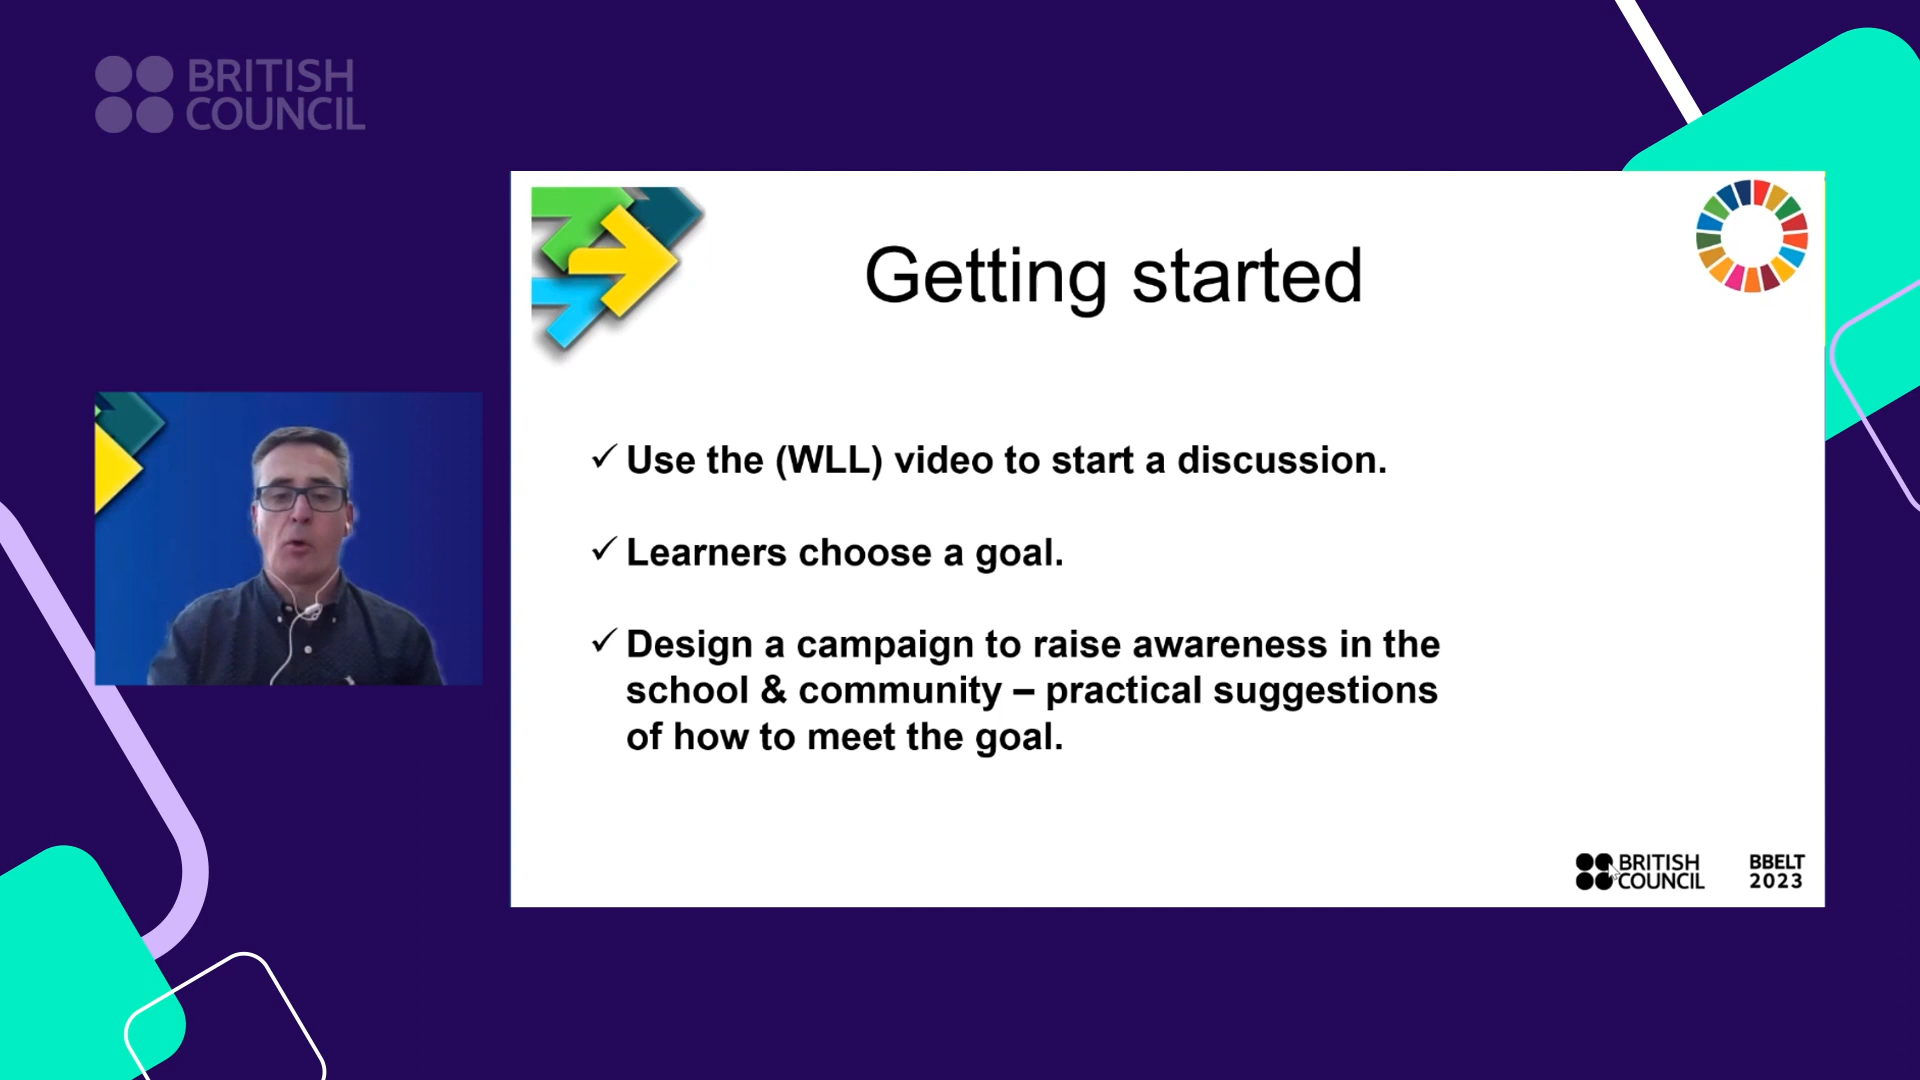 BRITISH
COUNCIL
Getting started
✓ Use the (WLL) video to start a discussion.
✓ Learners choose a goal.
✓ Design a campaign to raise awareness in the
school & community – practical suggestions
of how to meet the goal.
BRITISH
COUNCIL
BBELT
2023